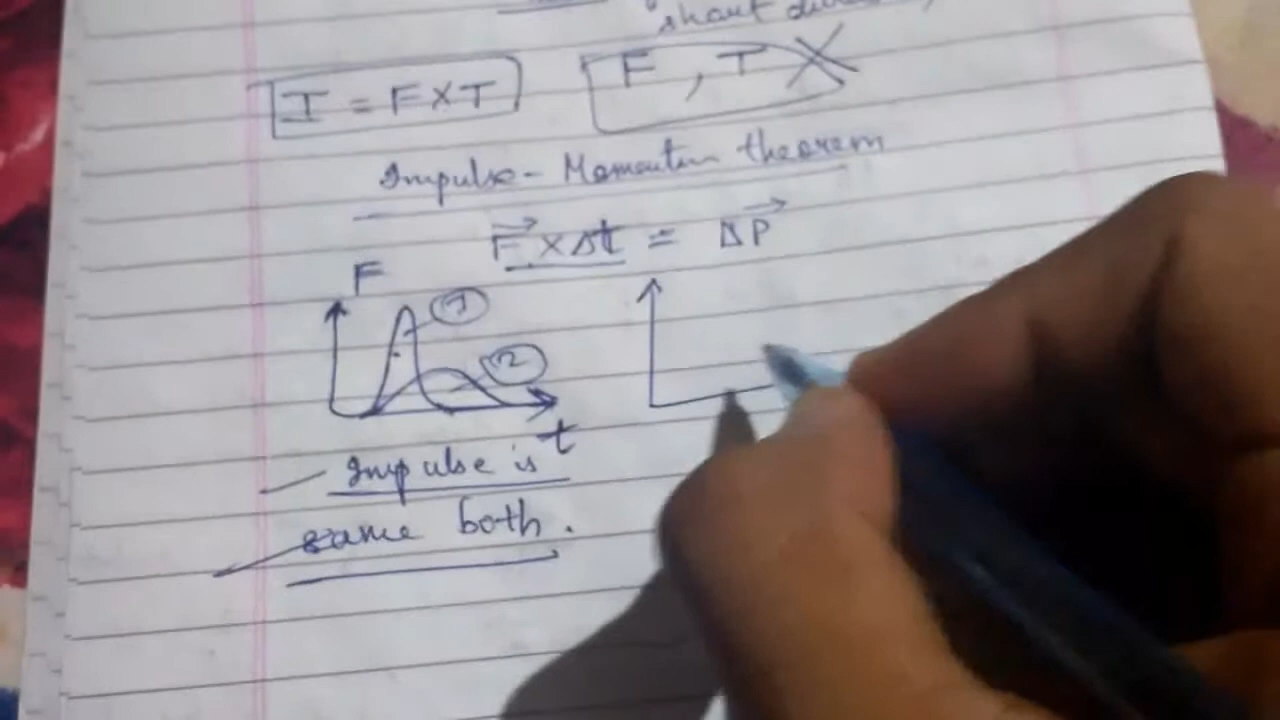 I = F X T
F , T
Impulse - Momentum theorem
F X Δt = ΔP
F
1
2
t
Impulse is
same both .